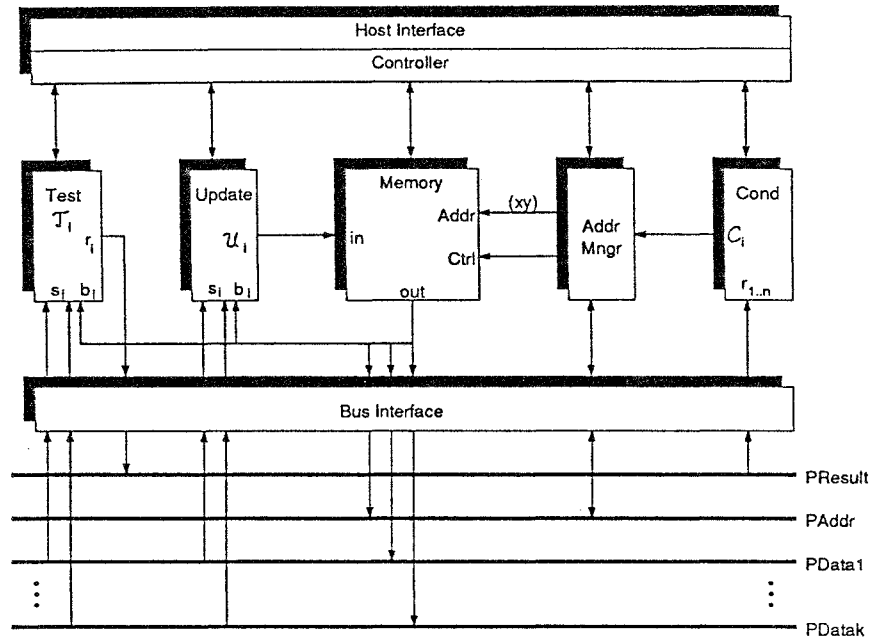 Host Interface
Controller
Test
Update
Memory
Cond
𝒯i
Addr
(xy)
Addr
Mngr
ri
𝒰i
in
Ci
Ctrl
si bi
si bi
out
r1..n
Bus Interface
PResult
PAddr
PData1
PDatak